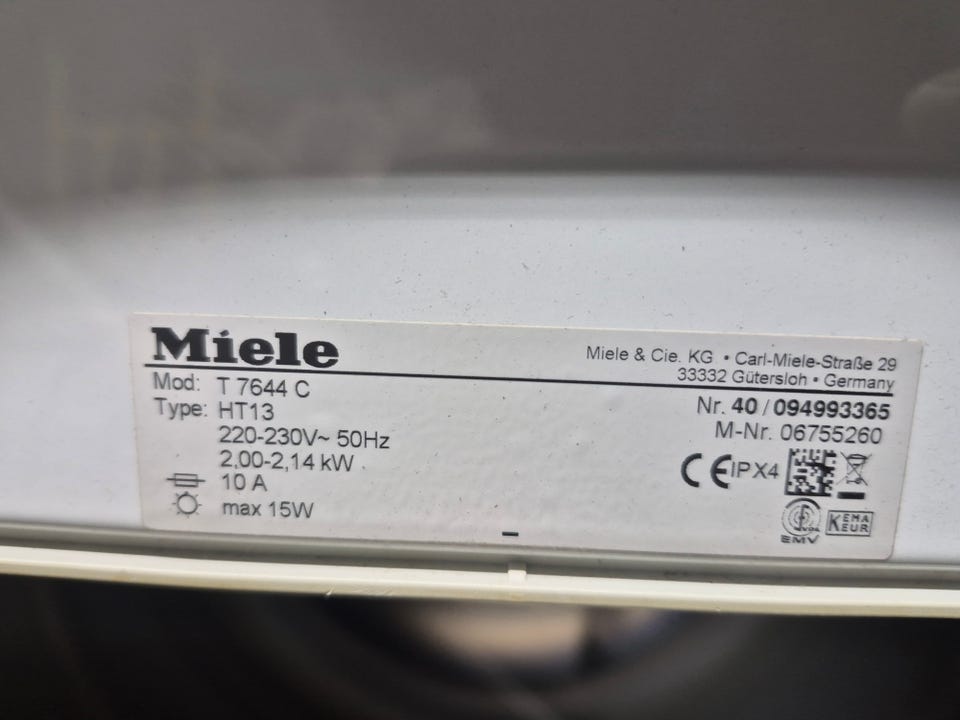 Miele
Miele & Cie. KG • Carl-Miele-Straße 29
33332 Gütersloh • Germany
Mod: T 7644 C
Type: HT13
220-230V~ 50Hz
2,00-2,14 kW
10 A
max 15W
Nr. 40 / 094993365
M-Nr. 06755260
CE IPX4
EMV
KEMA
KEUR